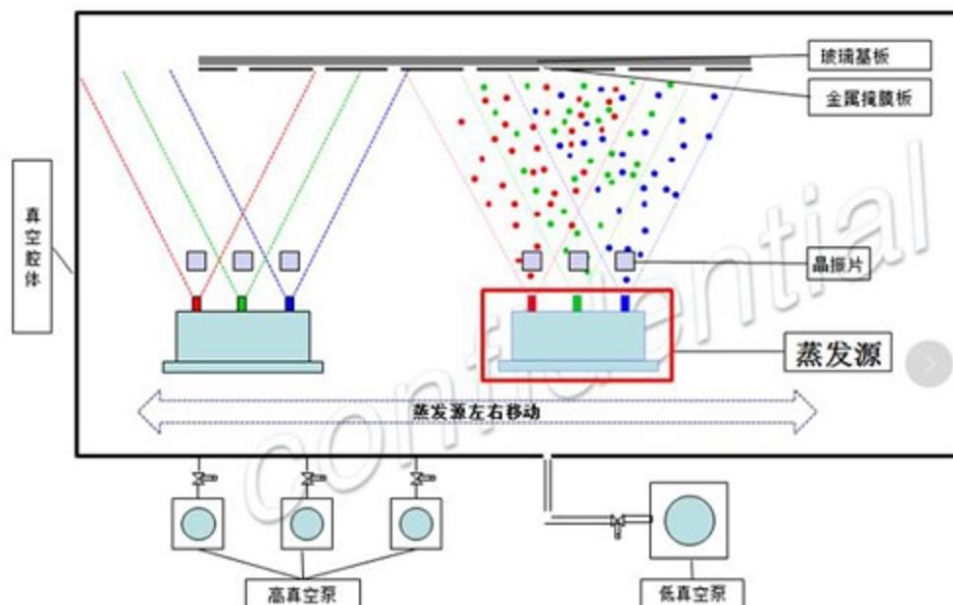 玻璃基板
金属掩膜板
真空腔体
晶振片
蒸发源
蒸发源左右移动
高真空泵
低真空泵
confidential